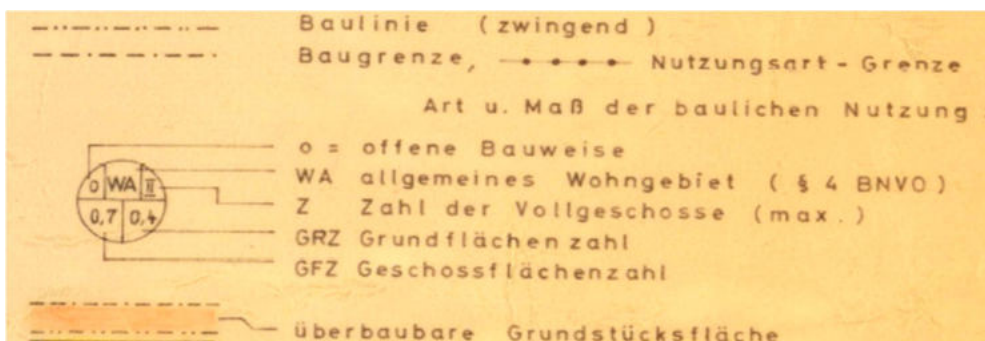 Baulinie (zwingend)
Baugrenze, Nutzungsart - Grenze
Art u. Maß der baulichen Nutzung
o = offene Bauweise
o WA II
WA allgemeines Wohngebiet ( § 4 BNVO )
0,7 0,4
Z Zahl der Vollgeschosse (max.)
GRZ Grundflächenzahl
GFZ Geschossflächenzahl
überbaubare Grundstücksfläche